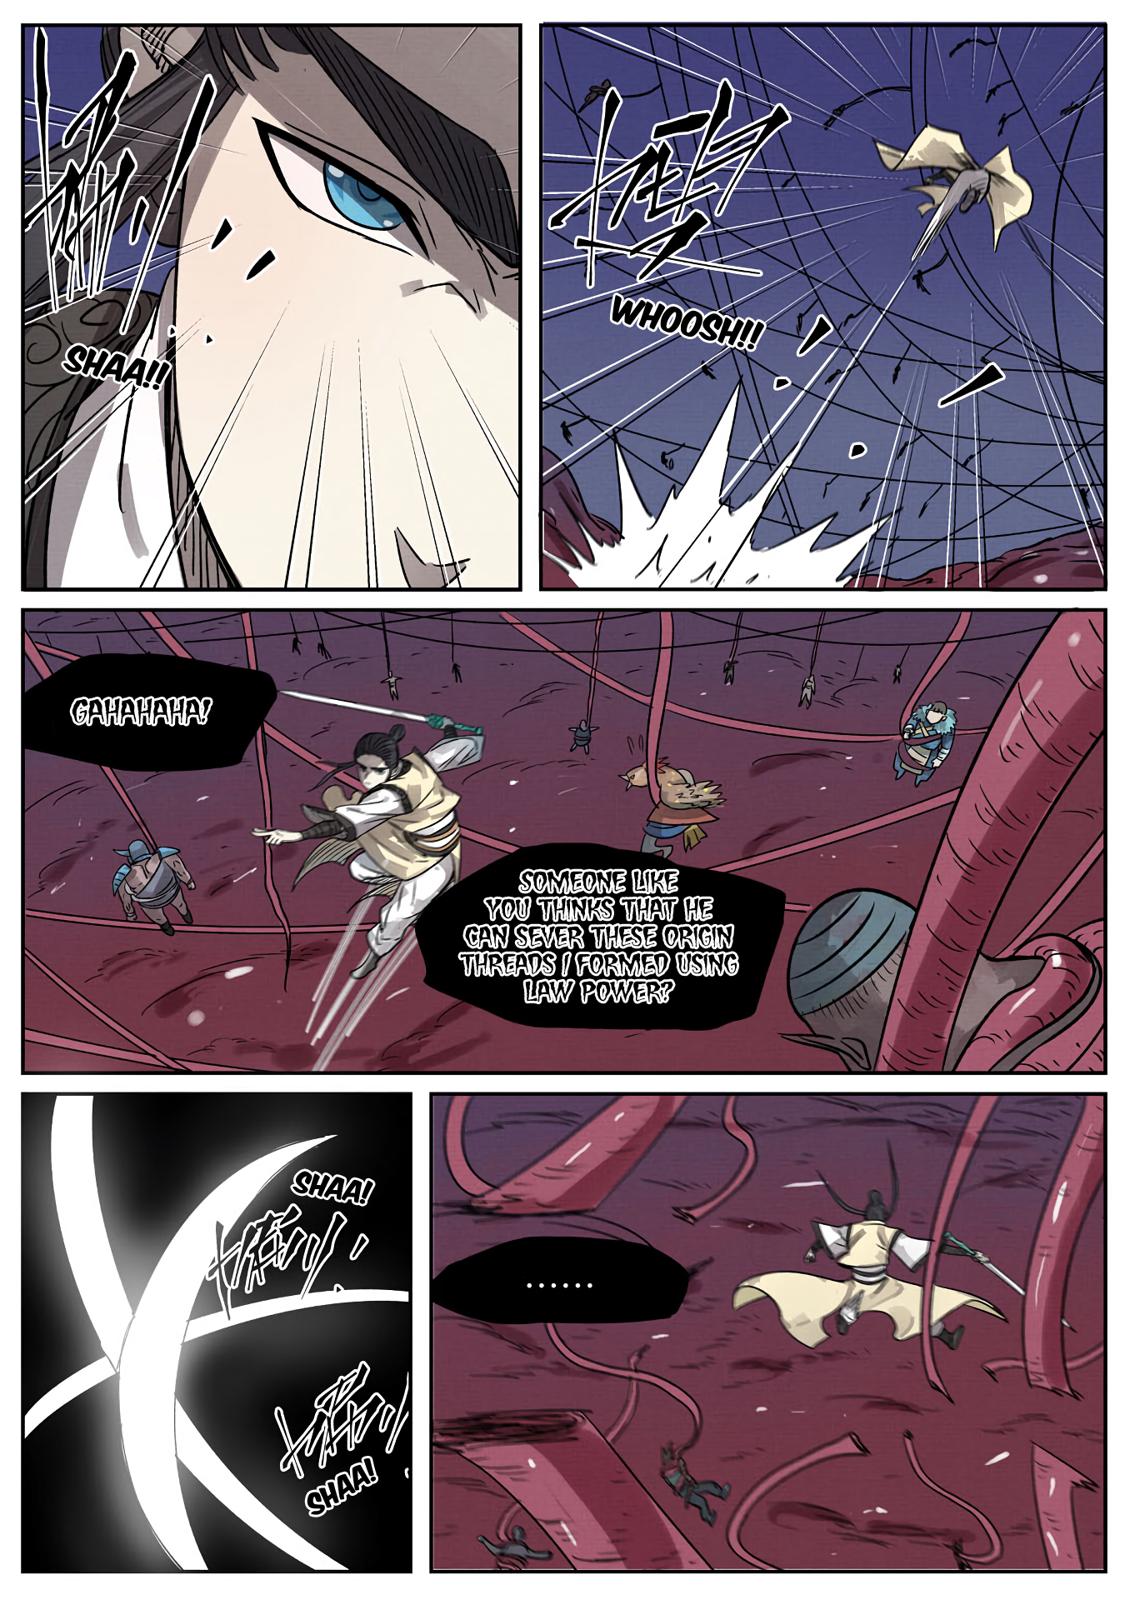 SHAA!!
WHOOSH!!
GAHAHAHA!
SOMEONE LIKE
YOU THINKS THAT HE
CAN SEVER THESE ORIGIN
THREADS I FORMED USING
LAW POWER?
SHAA!
SHAA!
......